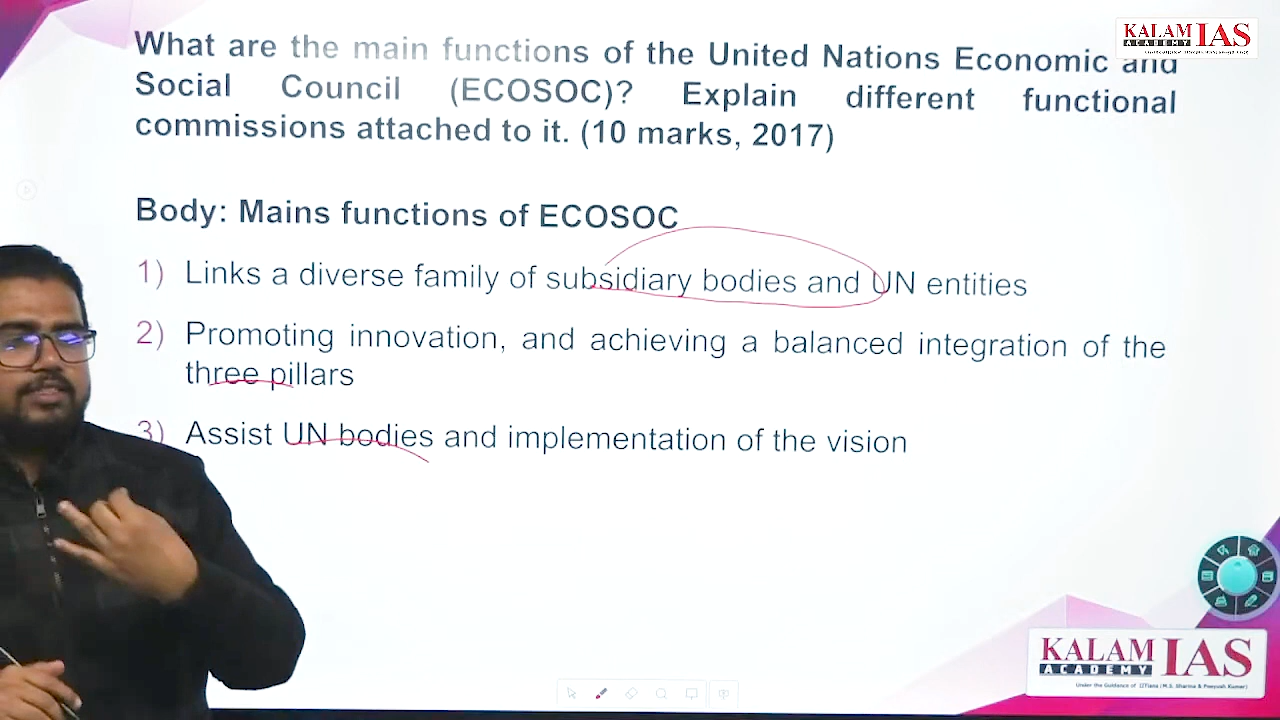 What are the main functions of the United Nations Economic and
Social Council (ECOSOC)? Explain different functional
commissions attached to it. (10 marks, 2017)
Body: Mains functions of ECOSOC
1) Links a diverse family of subsidiary bodies and UN entities
2) Promoting innovation, and achieving a balanced integration of the
three pillars
3) Assist UN bodies and implementation of the vision
KALAM IAS
ACADEMY
KALAM IAS
ACADEMY
Under the Guidance of IITians (M.S. Sharma & Peeyush Kumar)